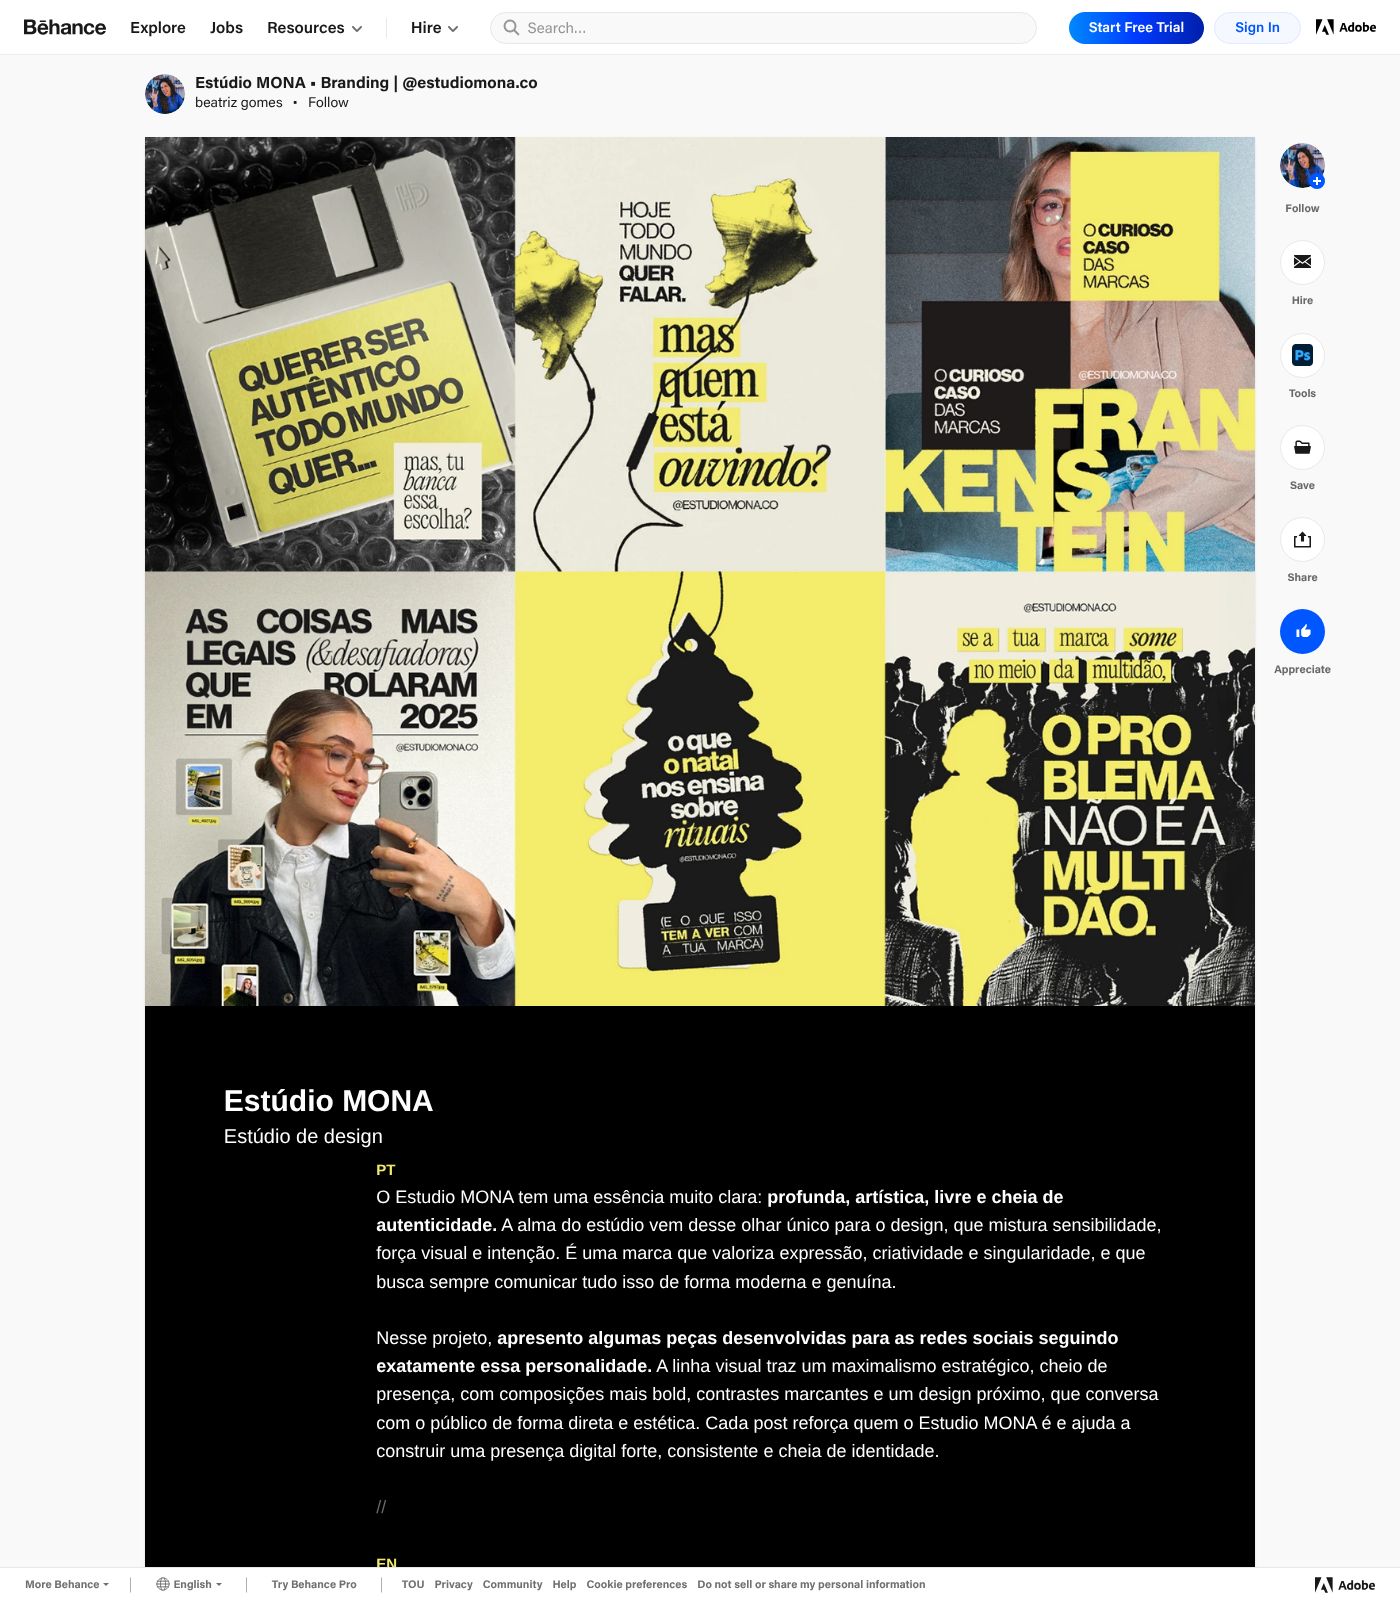 Bēhance Explore Jobs Resources Hire Search... Start Free Trial Sign In Adobe
Estúdio MONA • Branding | @estudiomona.co
beatriz gomes • Follow
HD
QUERER SER
AUTÊNTICO
TODO MUNDO
QUER...
mas, tu
banca
essa
escolha?
HOJE
TODO
MUNDO
QUER
FALAR.
mas
quem
está
ouvindo?
@ESTUDIOMONA.CO
O CURIOSO
CASO
DAS
MARCAS
O CURIOSO
CASO
DAS
MARCAS
@ESTUDIOMONA.CO
FRAN
KENS
TEIN
AS COISAS MAIS
LEGAIS (&desafiadoras)
QUE ROLARAM
EM 2025
@ESTUDIOMONA.CO
o que
o natal
nos ensina
sobre
rituais
@ESTUDIOMONA.CO
(E O QUE ISSO
TEM A VER COM
A TUA MARCA)
@ESTUDIOMONA.CO
se a tua marca some
no meio da multidão,
O PRO
BLEMA
NÃO É A
MULTI
DÃO.
Follow
Hire
Ps
Tools
Save
Share
Appreciate
Estúdio MONA
Estúdio de design
PT
O Estudio MONA tem uma essência muito clara: profunda, artística, livre e cheia de
autenticidade. A alma do estúdio vem desse olhar único para o design, que mistura sensibilidade,
força visual e intenção. É uma marca que valoriza expressão, criatividade e singularidade, e que
busca sempre comunicar tudo isso de forma moderna e genuína.
Nesse projeto, apresento algumas peças desenvolvidas para as redes sociais seguindo
exatamente essa personalidade. A linha visual traz um maximalismo estratégico, cheio de
presença, com composições mais bold, contrastes marcantes e um design próximo, que conversa
com o público de forma direta e estética. Cada post reforça quem o Estudio MONA é e ajuda a
construir uma presença digital forte, consistente e cheia de identidade.
//
EN
More Behance English Try Behance Pro TOU Privacy Community Help Cookie preferences Do not sell or share my personal information Adobe